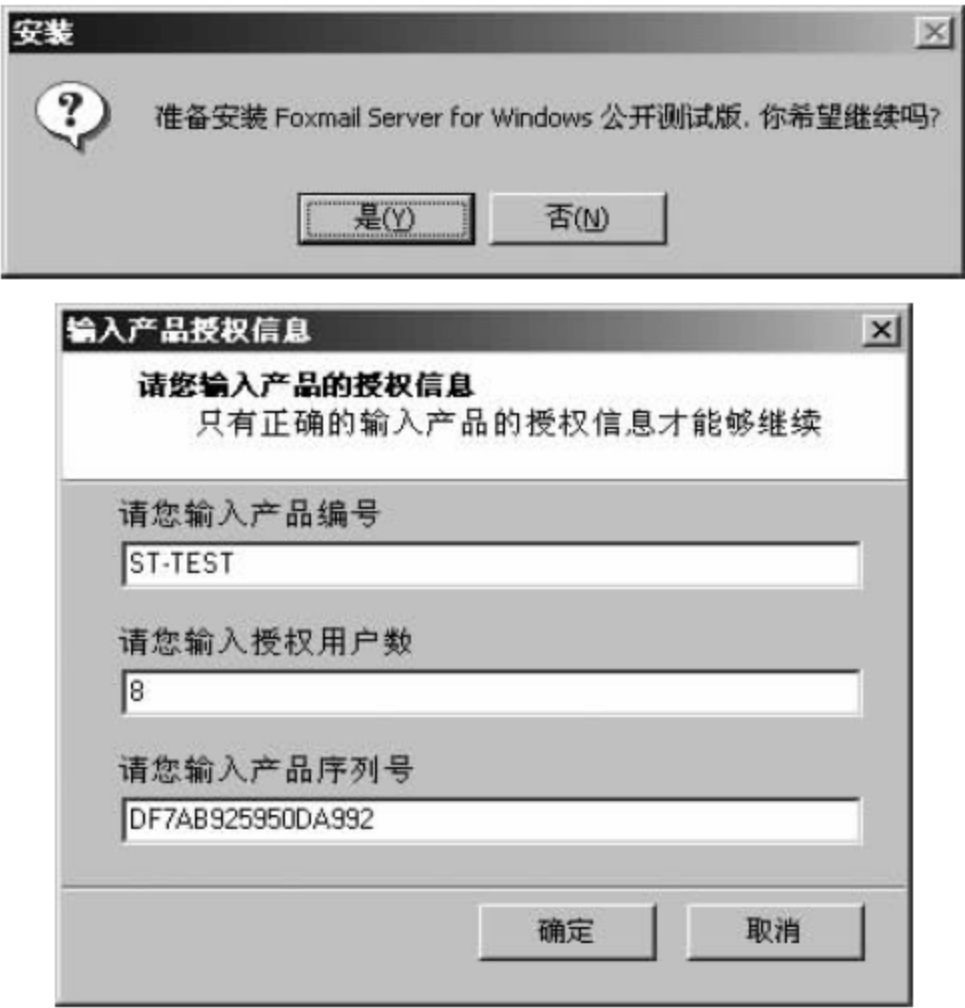 安装
?
准备安装 Foxmail Server for Windows 公开测试版, 你希望继续吗?
是(Y) 否(N)
输入产品授权信息
请您输入产品的授权信息
只有正确的输入产品的授权信息才能够继续
请您输入产品编号
ST-TEST
请您输入授权用户数
8
请您输入产品序列号
DF7AB925950DA992
确定 取消